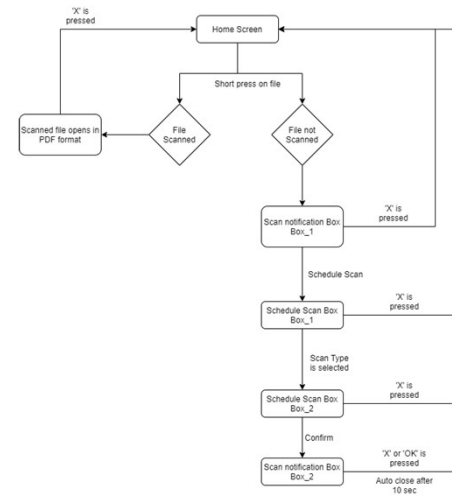 'X' is
pressed
Home Screen
Short press on file
Scanned file opens in
PDF format
File
Scanned
File not
Scanned
Scan notification Box
Box_1
'X' is
pressed
Schedule Scan
Schedule Scan Box
Box_1
'X' is
pressed
Scan Type
is selected
Schedule Scan Box
Box_2
'X' is
pressed
Confirm
Scan notification Box
Box_2
'X' or 'OK' is
pressed
Auto close after
10 sec